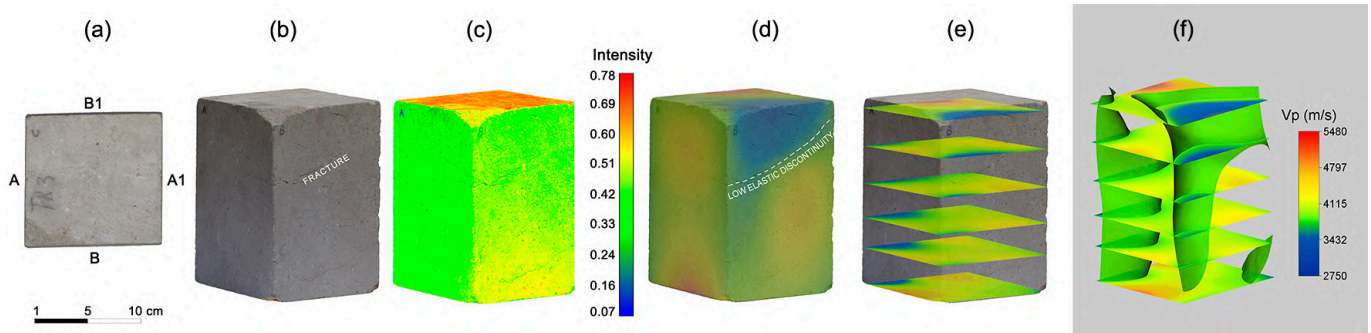 (a)
(b)
(c)
(d)
(e)
(f)
Intensity
0.78
0.69
0.60
0.51
0.42
0.33
0.24
0.16
0.07
B1
A
A1
B
1 5 10 cm
A
B
FRACTURE
A
B
LOW ELASTIC DISCONTINUITY
A
B
Vp (m/s)
5480
4797
4115
3432
2750